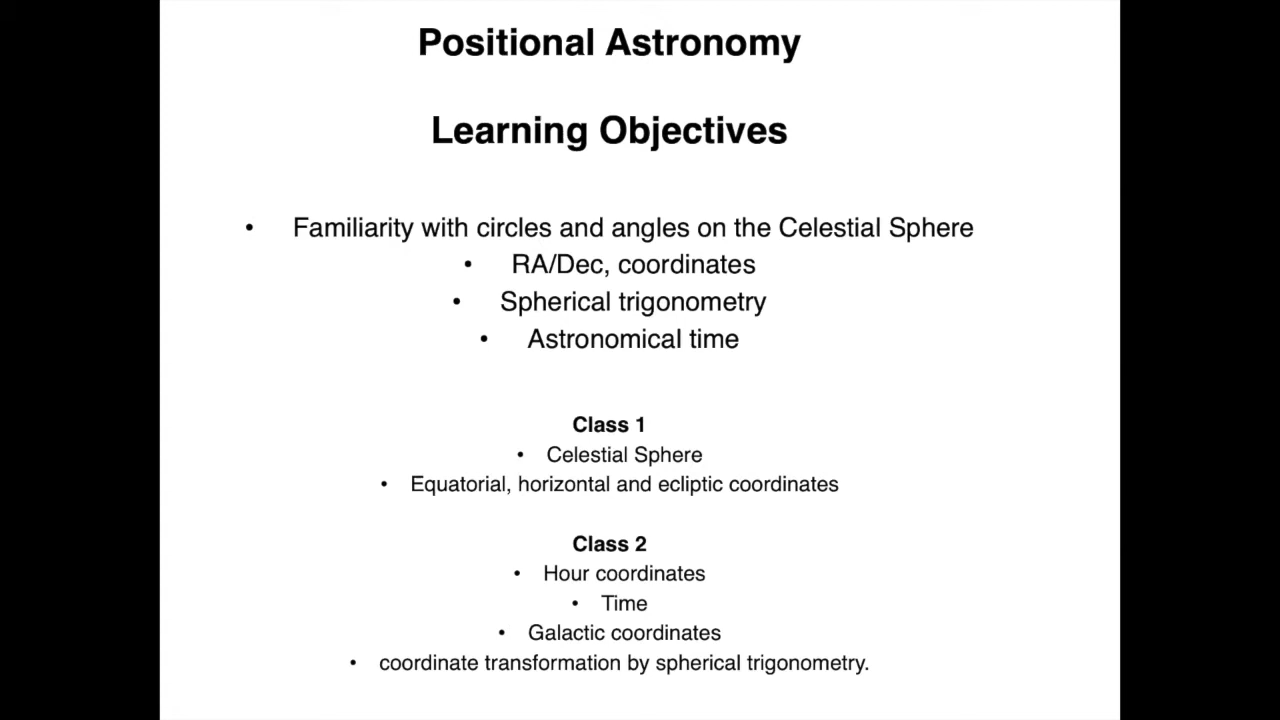 Positional Astronomy
Learning Objectives
• Familiarity with circles and angles on the Celestial Sphere
• RA/Dec, coordinates
• Spherical trigonometry
• Astronomical time
Class 1
• Celestial Sphere
• Equatorial, horizontal and ecliptic coordinates
Class 2
• Hour coordinates
• Time
• Galactic coordinates
• coordinate transformation by spherical trigonometry.